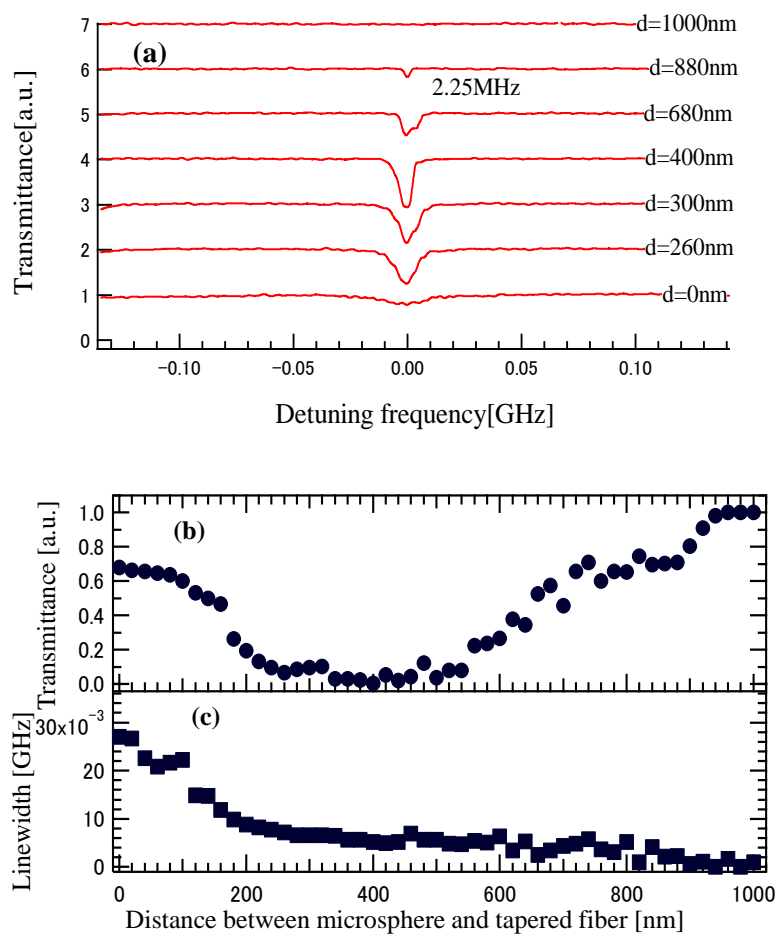 (a)
Transmittance[a.u.]
7
6
5
4
3
2
1
0
d=1000nm
d=880nm
2.25MHz
d=680nm
d=400nm
d=300nm
d=260nm
d=0nm
−0.10
−0.05
0.00
0.05
0.10
Detuning frequency[GHz]
(b)
Transmittance [a.u.]
1.0
0.8
0.6
0.4
0.2
0.0
(c)
Linewidth [GHz]
30x10⁻³
20
10
0
0
200
400
600
800
1000
Distance between microsphere and tapered fiber [nm]